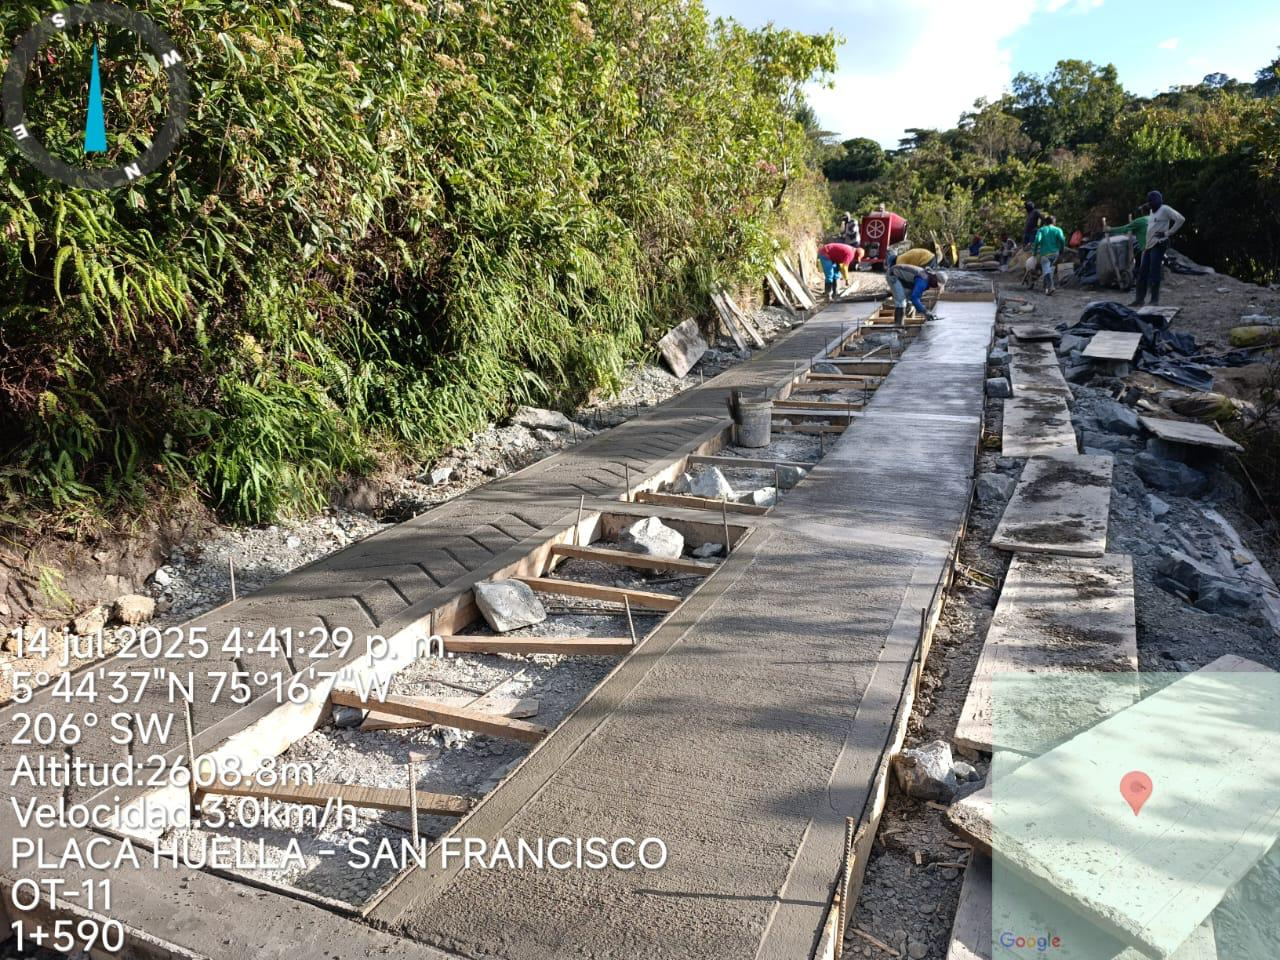 S
W
E
N
14 jul 2025 4:41:29 p. m.
5°44'37"N 75°16'7"W
206° SW
Altitud:2608.8m
Velocidad:3.0km/h
PLACA HUELLA - SAN FRANCISCO
OT-11
1+590
Google